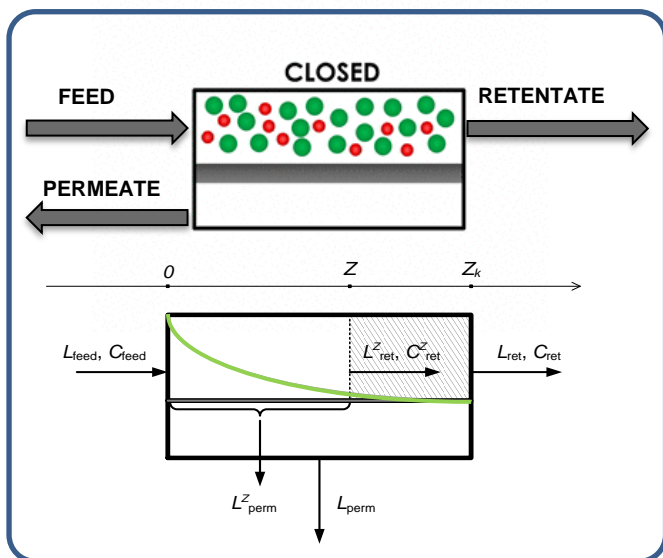 CLOSED
FEED
RETENTATE
PERMEATE
0 Z Zk
Lfeed, Cfeed
LZret, CZret
Lret, Cret
LZperm
Lperm